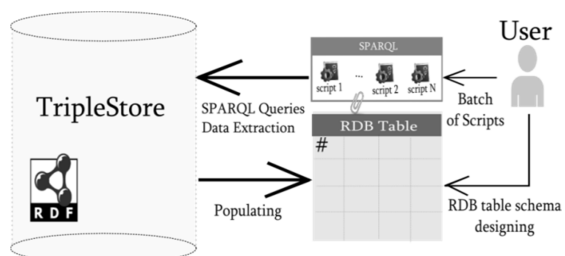 User
SPARQL
script 1
...
script 2
script N
TripleStore
SPARQL Queries
Data Extraction
Batch
of Scripts
RDB Table
#
RDF
Populating
RDB table schema
designing